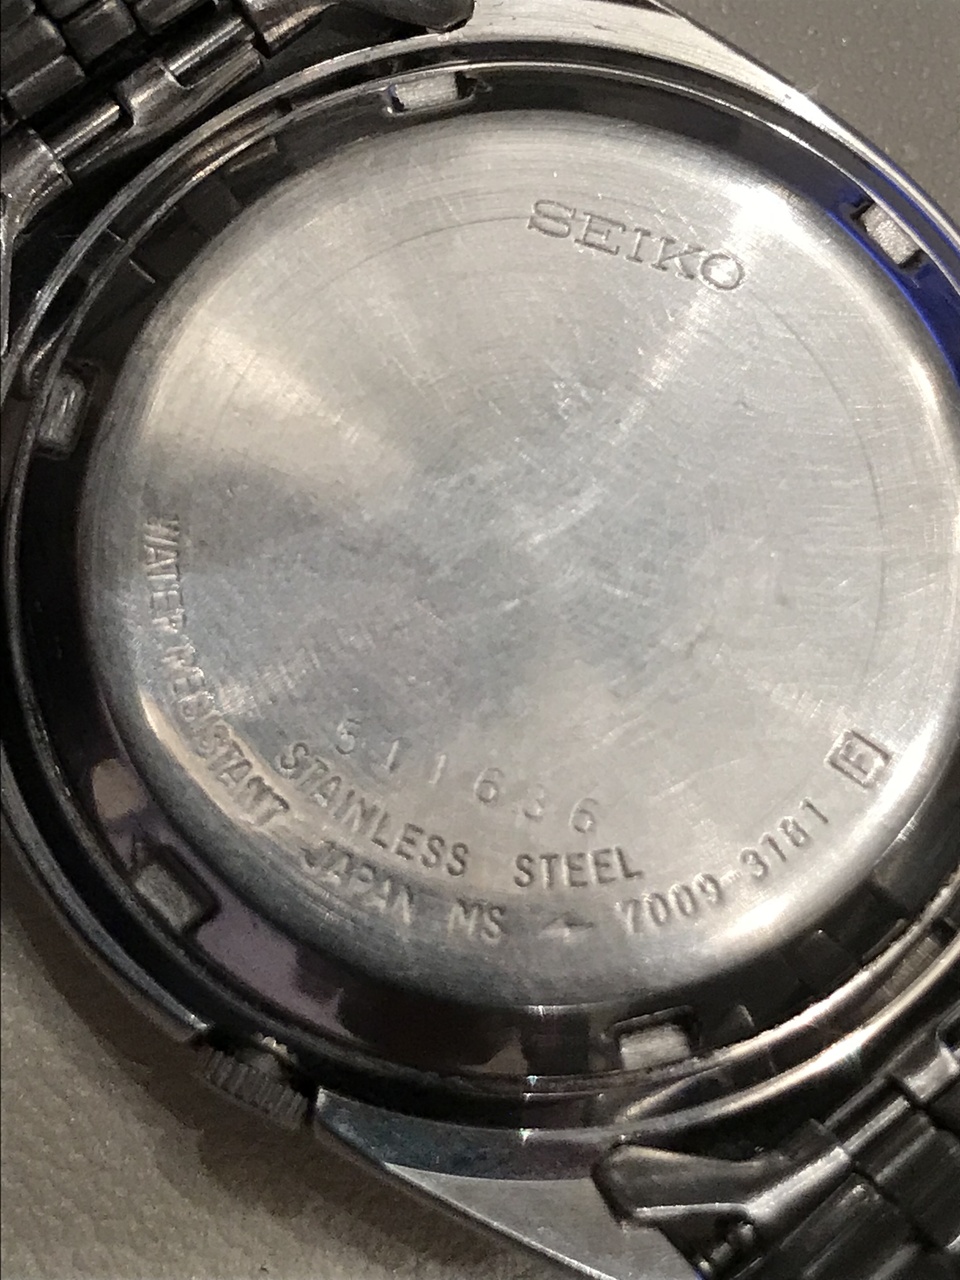 SEIKO
511636
STAINLESS STEEL
WATER RESISTANT JAPAN MS 7009-3181 F